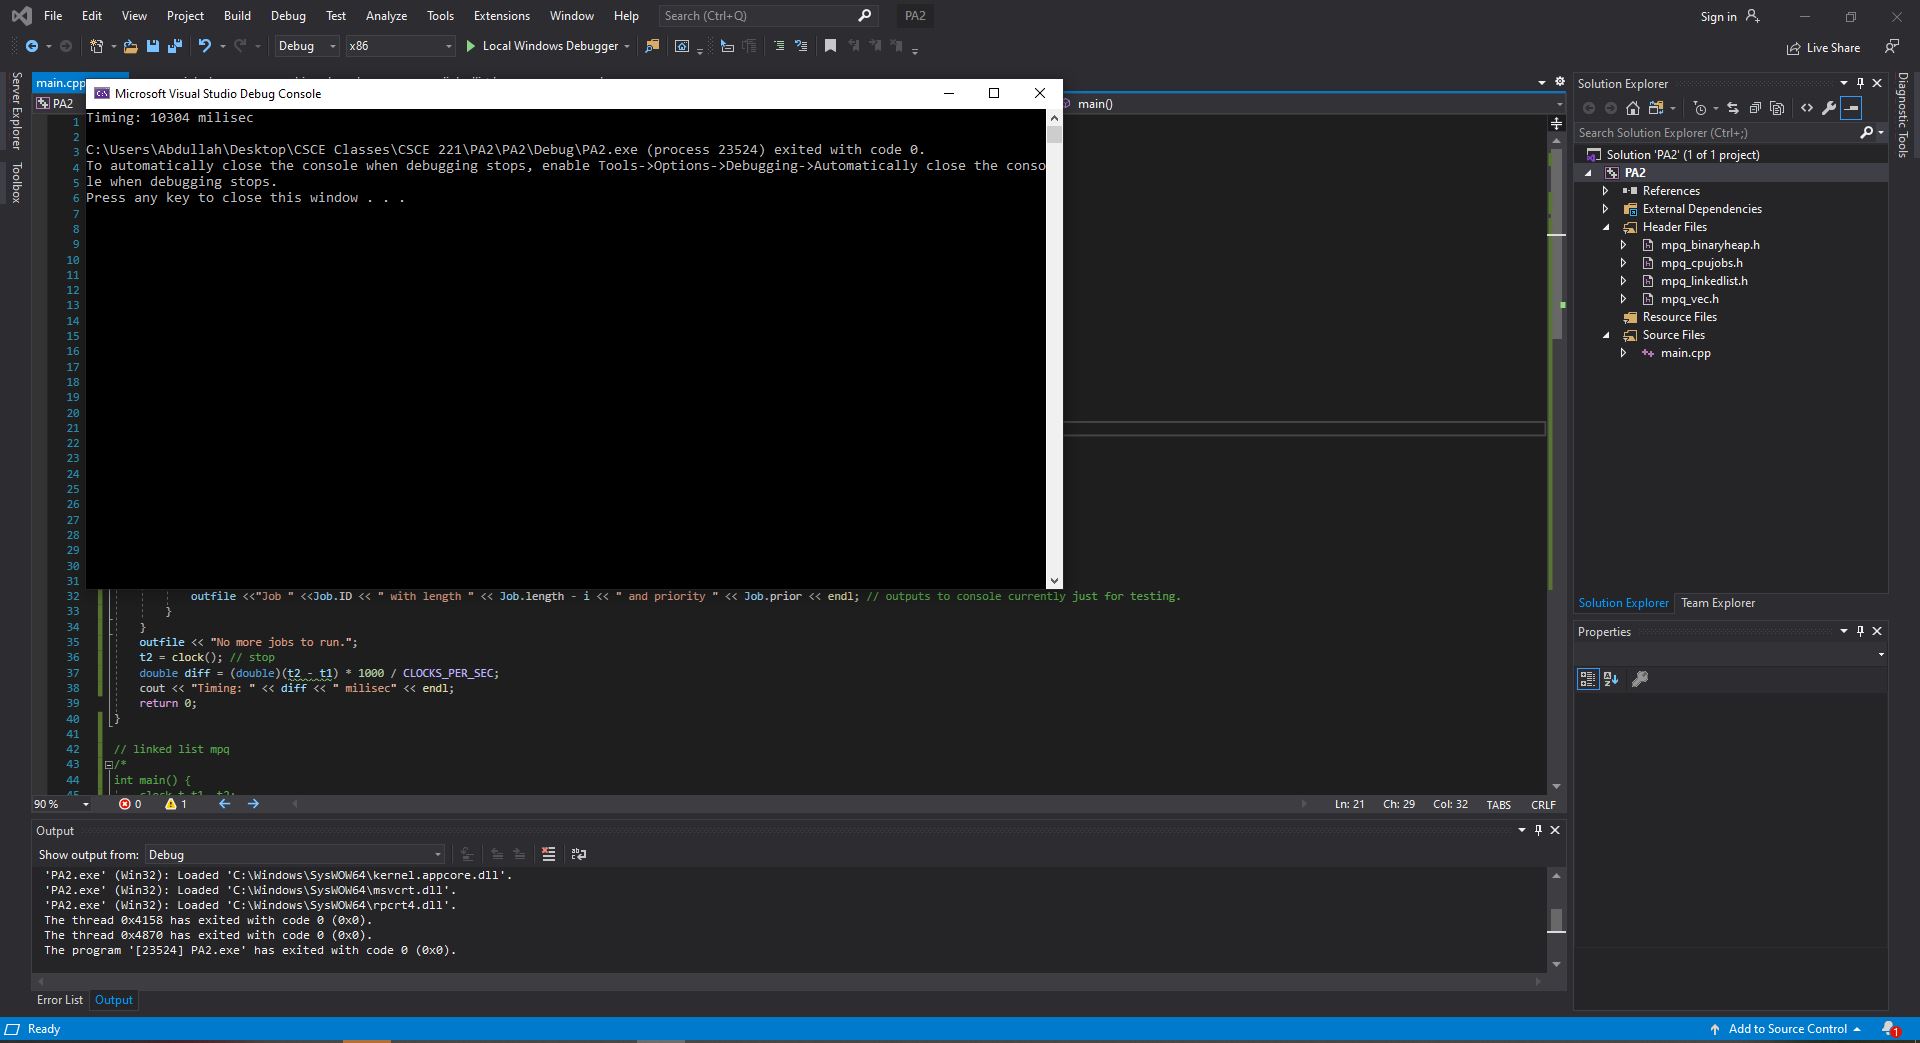 File Edit View Project Build Debug Test Analyze Tools Extensions Window Help Search (Ctrl+Q) PA2 Sign in
Debug x86 Local Windows Debugger Live Share
Server Explorer
Toolbox
main.cpp
PA2
main()
Microsoft Visual Studio Debug Console
Timing: 10304 milisec
C:\Users\Abdullah\Desktop\CSCE Classes\CSCE 221\PA2\PA2\Debug\PA2.exe (process 23524) exited with code 0.
To automatically close the console when debugging stops, enable Tools->Options->Debugging->Automatically close the conso
le when debugging stops.
Press any key to close this window . . .
1
2
3
4
5
6
7
8
9
10
11
12
13
14
15
16
17
18
19
20
21
22
23
24
25
26
27
28
29
30
31
32 outfile <<"Job " <<Job.ID << " with length " << Job.length - i << " and priority " << Job.prior << endl; // outputs to console currently just for testing.
33 }
34 }
35 outfile << "No more jobs to run.";
36 t2 = clock(); // stop
37 double diff = (double)(t2 - t1) * 1000 / CLOCKS_PER_SEC;
38 cout << "Timing: " << diff << " milisec" << endl;
39 return 0;
40 }
41
42 // linked list mpq
43 /*
44 int main() {
90 % 0 1 Ln: 21 Ch: 29 Col: 32 TABS CRLF
Output
Show output from: Debug
'PA2.exe' (Win32): Loaded 'C:\Windows\SysWOW64\kernel.appcore.dll'.
'PA2.exe' (Win32): Loaded 'C:\Windows\SysWOW64\msvcrt.dll'.
'PA2.exe' (Win32): Loaded 'C:\Windows\SysWOW64\rpcrt4.dll'.
The thread 0x4158 has exited with code 0 (0x0).
The thread 0x4870 has exited with code 0 (0x0).
The program '[23524] PA2.exe' has exited with code 0 (0x0).
Error List Output
Solution Explorer
Search Solution Explorer (Ctrl+;)
Solution 'PA2' (1 of 1 project)
PA2
References
External Dependencies
Header Files
mpq_binaryheap.h
mpq_cpujobs.h
mpq_linkedlist.h
mpq_vec.h
Resource Files
Source Files
main.cpp
Solution Explorer Team Explorer
Properties
Diagnostic Tools
Ready Add to Source Control 1